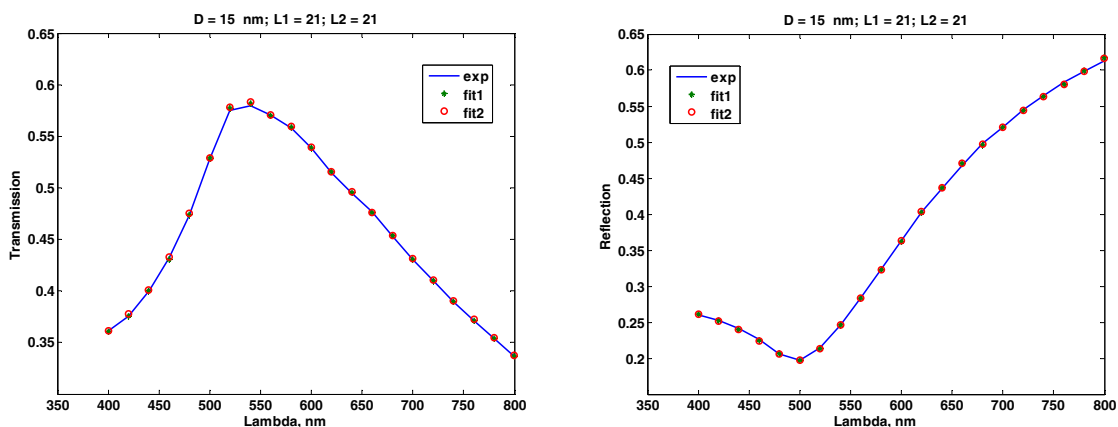 D = 15 nm; L1 = 21; L2 = 21
0.65
0.6
0.55
0.5
0.45
0.4
0.35
Transmission
exp
fit1
fit2
350 400 450 500 550 600 650 700 750 800
Lambda, nm
D = 15 nm; L1 = 21; L2 = 21
0.65
0.6
0.55
0.5
0.45
0.4
0.35
0.3
0.25
0.2
Reflection
exp
fit1
fit2
350 400 450 500 550 600 650 700 750 800
Lambda, nm